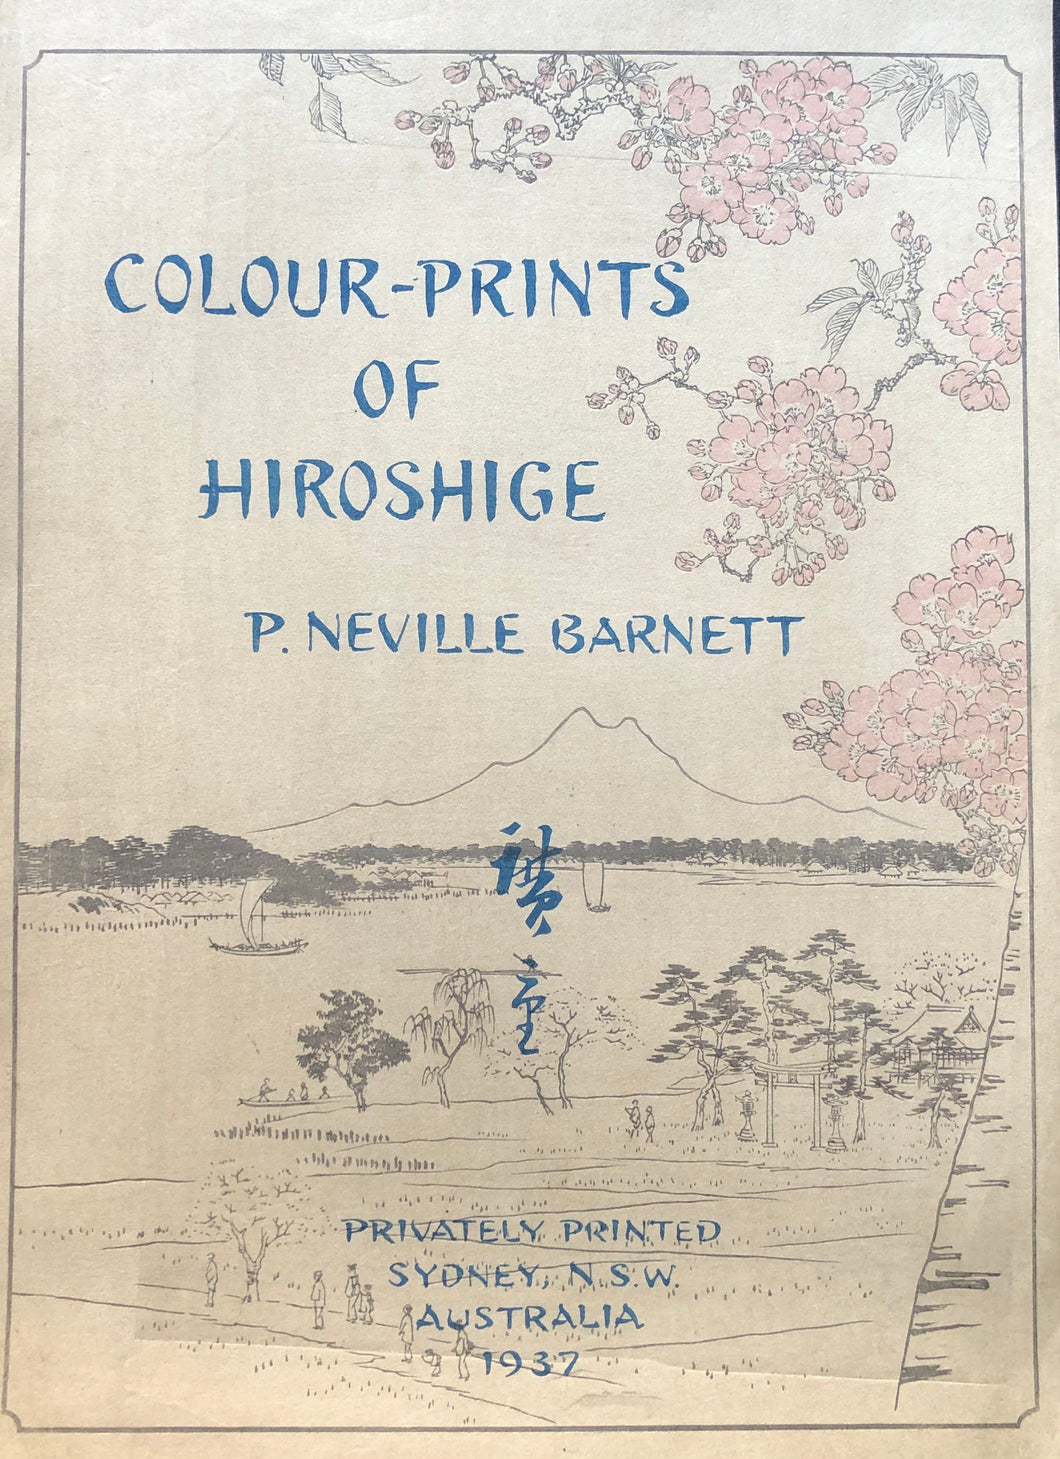 COLOUR-PRINTS
OF
HIROSHIGE
P. NEVILLE BARNETT
廣
重
PRIVATELY PRINTED
SYDNEY, N.S.W.
AUSTRALIA
1937